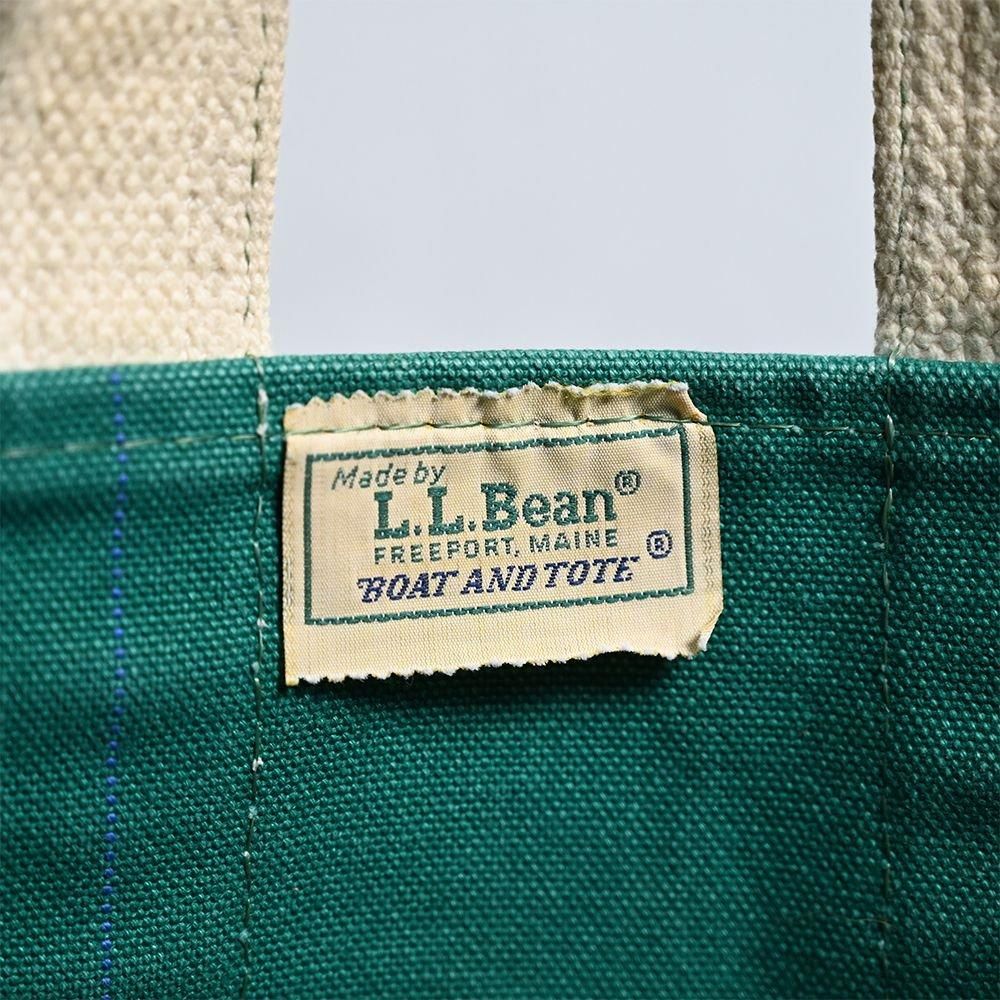 Made by
L.L.Bean®
FREEPORT, MAINE
BOAT AND TOTE ®